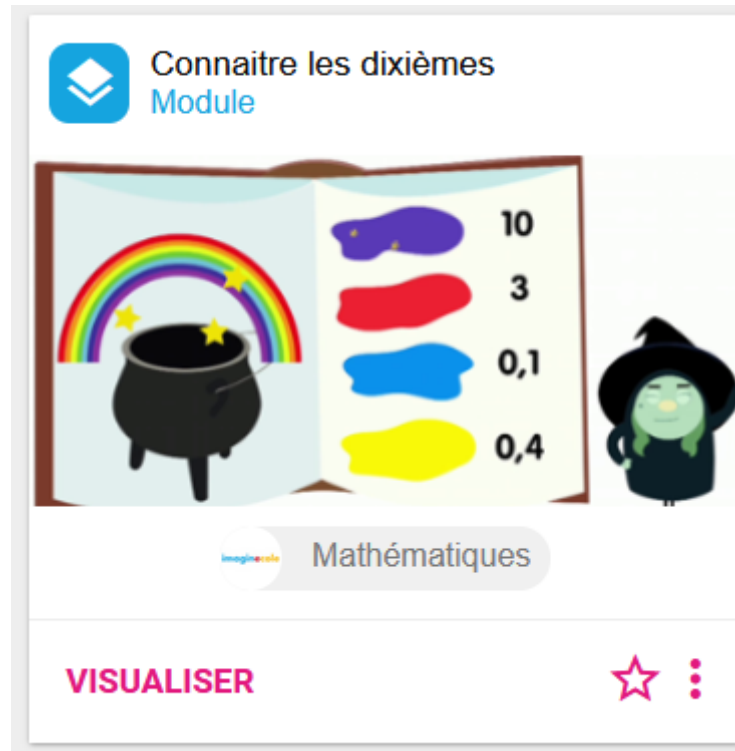 Connaitre les dixièmes
Module
10
3
0,1
0,4
imaginecole
Mathématiques
VISUALISER